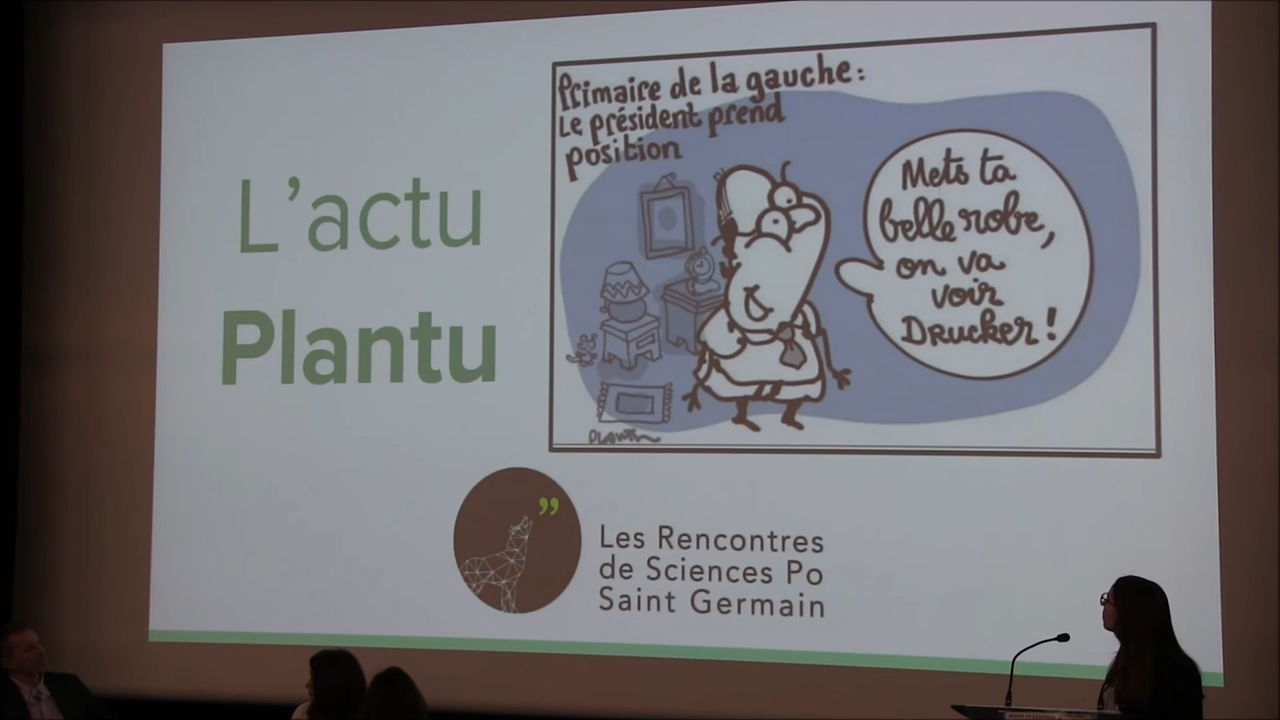 L'actu
Plantu
Primaire de la gauche :
Le président prend
position
Mets ta
belle robe,
on va
voir
Drucker !
PLANTU
”
Les Rencontres
de Sciences Po
Saint Germain